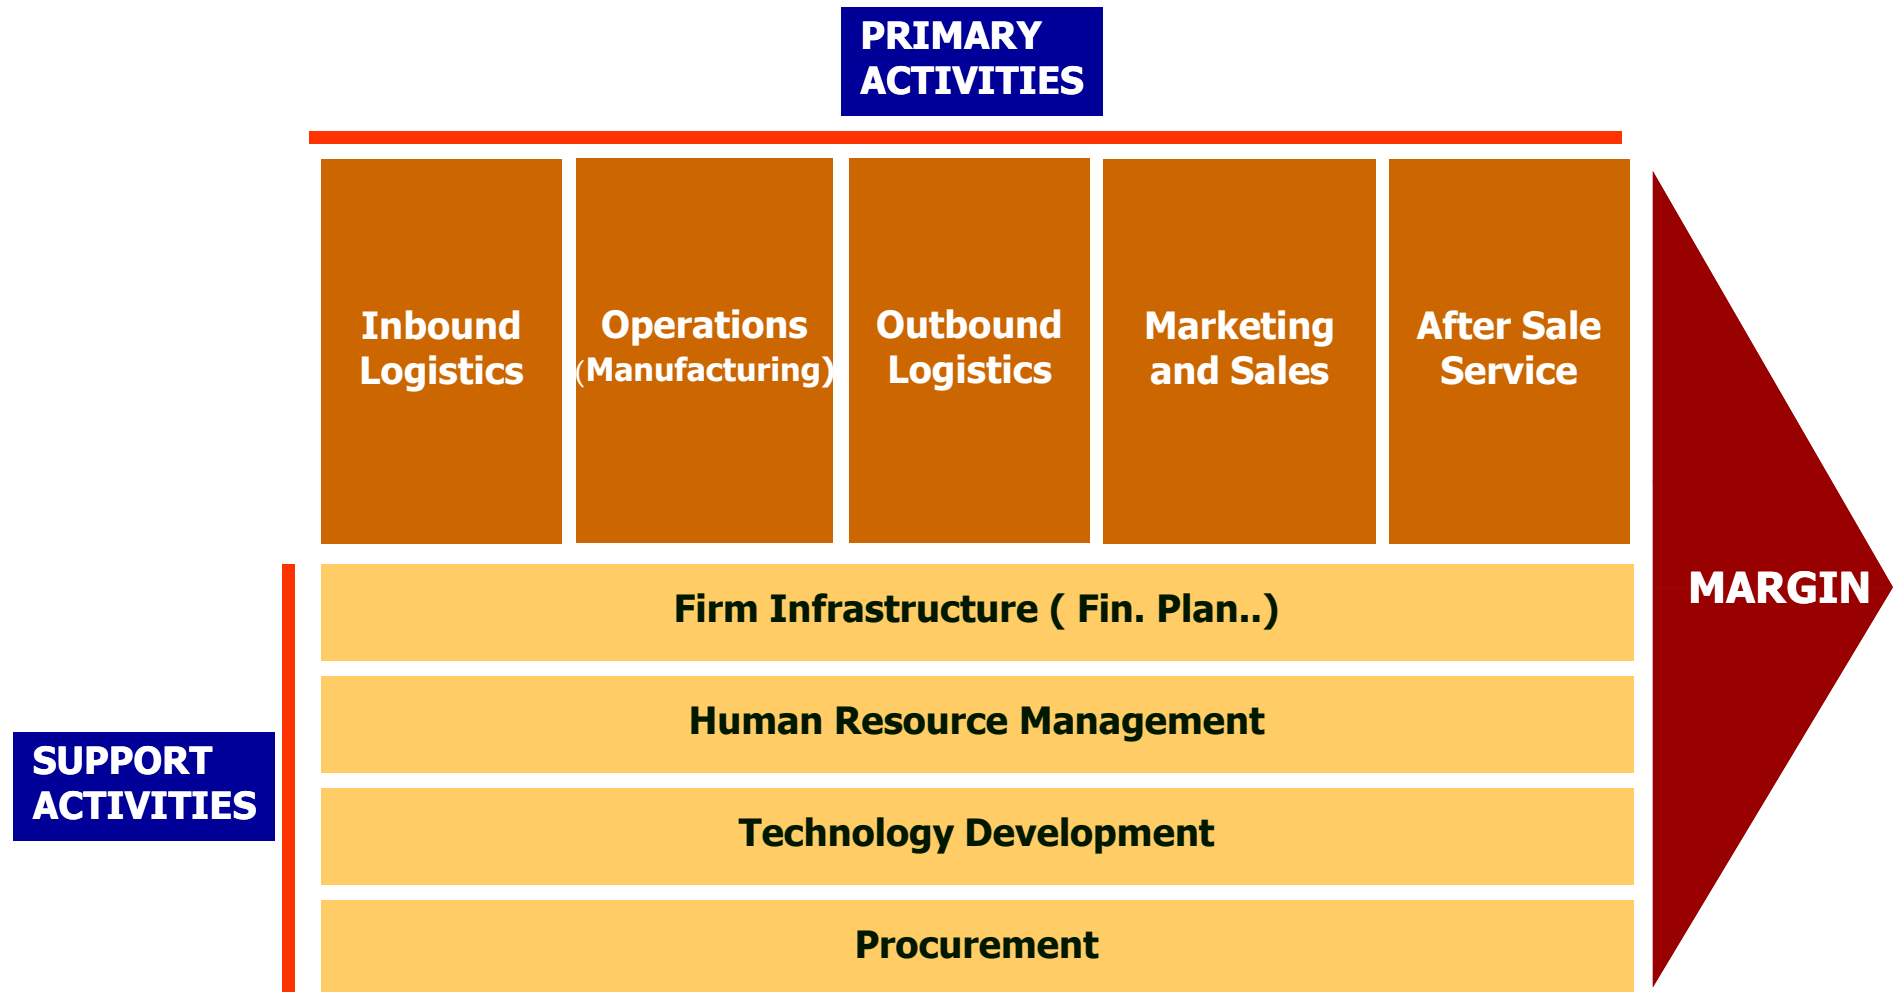 PRIMARY
ACTIVITIES
Inbound
Logistics
Operations
(Manufacturing)
Outbound
Logistics
Marketing
and Sales
After Sale
Service
Firm Infrastructure ( Fin. Plan..)
Human Resource Management
Technology Development
Procurement
SUPPORT
ACTIVITIES
MARGIN